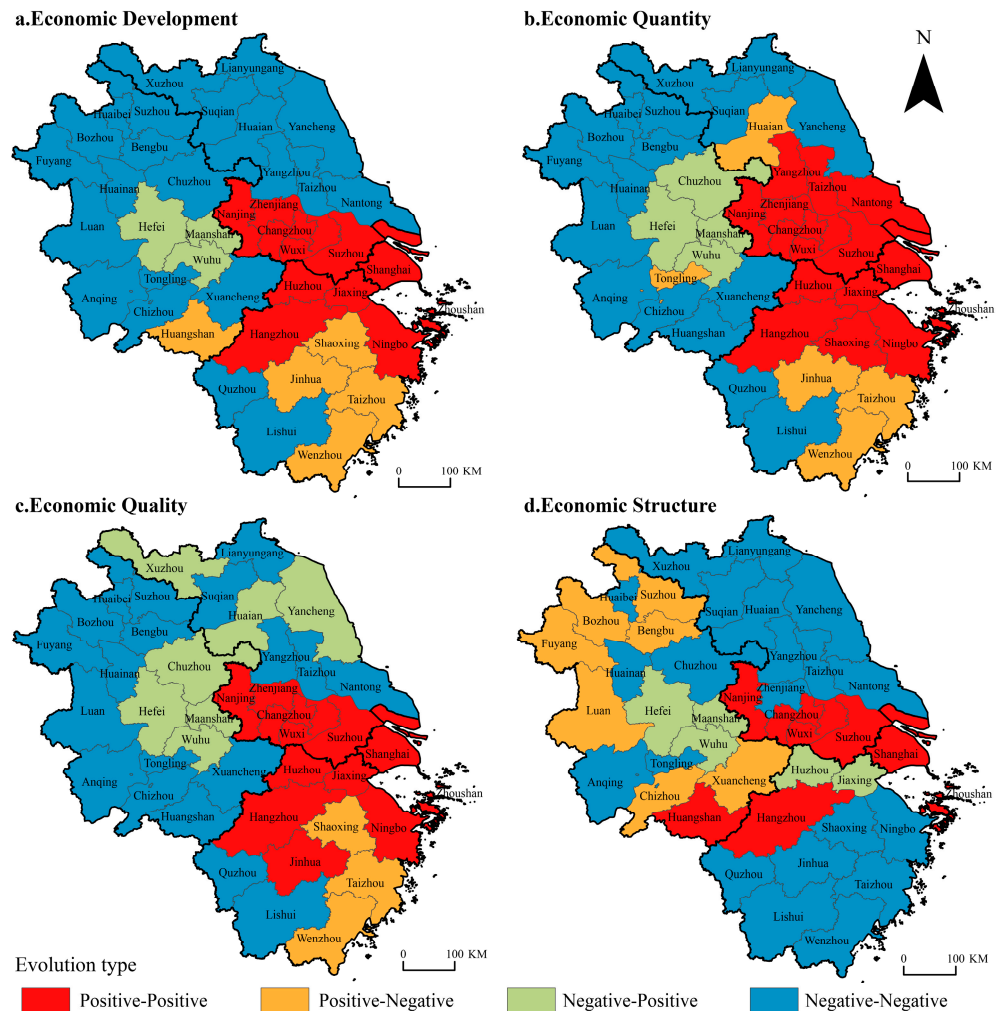 a.Economic Development
Lianyungang
Xuzhou
Huaibei
Suzhou
Suqian
Bozhou
Huaian
Yancheng
Bengbu
Fuyang
Chuzhou
Yangzhou
Huainan
Taizhou
Zhenjiang
Nantong
Nanjing
Luan
Hefei
Maanshan
Changzhou
Wuxi
Suzhou
Wuhu
Shanghai
Tongling
Huzhou
Jiaxing
Anqing
Xuancheng
Chizhou
Zhoushan
Huangshan
Hangzhou
Shaoxing
Ningbo
Quzhou
Jinhua
Taizhou
Lishui
Wenzhou
0 100 KM
b.Economic Quantity
N
Lianyungang
Xuzhou
Huaibei
Suzhou
Suqian
Bozhou
Huaian
Yancheng
Bengbu
Fuyang
Chuzhou
Yangzhou
Huainan
Taizhou
Zhenjiang
Nantong
Nanjing
Luan
Hefei
Maanshan
Changzhou
Wuxi
Suzhou
Wuhu
Shanghai
Tongling
Huzhou
Jiaxing
Anqing
Xuancheng
Chizhou
Zhoushan
Huangshan
Hangzhou
Shaoxing
Ningbo
Quzhou
Jinhua
Taizhou
Lishui
Wenzhou
0 100 KM
c.Economic Quality
Lianyungang
Xuzhou
Huaibei
Suzhou
Suqian
Bozhou
Huaian
Yancheng
Bengbu
Fuyang
Chuzhou
Yangzhou
Huainan
Taizhou
Zhenjiang
Nantong
Nanjing
Luan
Hefei
Maanshan
Changzhou
Wuxi
Suzhou
Wuhu
Shanghai
Tongling
Huzhou
Jiaxing
Anqing
Xuancheng
Chizhou
Zhoushan
Huangshan
Hangzhou
Shaoxing
Ningbo
Quzhou
Jinhua
Taizhou
Lishui
Wenzhou
0 100 KM
d.Economic Structure
Lianyungang
Xuzhou
Huaibei
Suzhou
Suqian
Bozhou
Huaian
Yancheng
Bengbu
Fuyang
Chuzhou
Yangzhou
Huainan
Taizhou
Zhenjiang
Nantong
Nanjing
Luan
Hefei
Maanshan
Changzhou
Wuxi
Suzhou
Wuhu
Shanghai
Tongling
Huzhou
Jiaxing
Anqing
Xuancheng
Chizhou
Zhoushan
Huangshan
Hangzhou
Shaoxing
Ningbo
Quzhou
Jinhua
Taizhou
Lishui
Wenzhou
0 100 KM
Evolution type
Positive-Positive
Positive-Negative
Negative-Positive
Negative-Negative